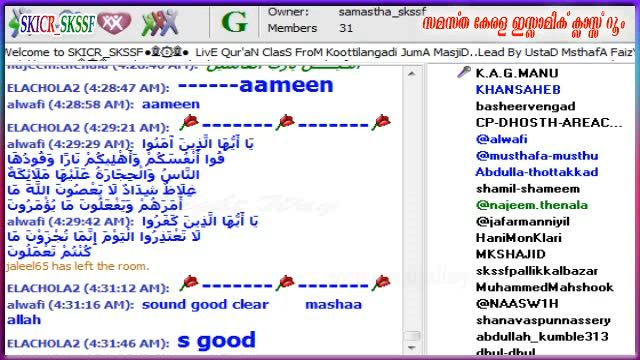 SKICR_SKSSF
G
Owner: samastha_skssf
Members 31
സമസ്ത കേരള ഇസ്ലാമിക് ക്ലാസ്സ് റൂം
Welcome to SKICR_SKSSF LivE Qur'aN ClasS FroM Koottilangadi JumA MasjiD..Lead By UstaD MsthafA Faiz
ELACHOLA2 (4:28:47 AM): ------aameen
alwafi (4:28:58 AM): aameen
ELACHOLA2 (4:29:21 AM): -------- -------
alwafi (4:29:29 AM): يَا أَيُّهَا الَّذِينَ آمَنُوا
قُوا أَنْفُسَكُمْ وَأَهْلِيكُمْ نَارًا وَقُودُهَا
النَّاسُ وَالْحِجَارَةُ عَلَيْهَا مَلَائِكَةٌ
غِلَاظٌ شِدَادٌ لَا يَعْصُونَ اللَّهَ مَا
أَمَرَهُمْ وَيَفْعَلُونَ مَا يُؤْمَرُونَ
alwafi (4:29:42 AM): يَا أَيُّهَا الَّذِينَ كَفَرُوا
لَا تَعْتَذِرُوا الْيَوْمَ إِنَّمَا تُجْزَوْنَ مَا
كُنْتُمْ تَعْمَلُونَ
jaleel65 has left the room.
ELACHOLA2 (4:31:12 AM): -------- -------
alwafi (4:31:16 AM): sound good clear mashaa
allah
ELACHOLA2 (4:31:46 AM): s good
K.A.G.MANU
KHANSAHEB
basheervengad
CP-DHOSTH-AREAC...
@alwafi
@musthafa-musthu
Abdulla-thottakkad
shamil-shameem
@najeem.thenala
@jafarmanniyil
HaniMonKlari
MKSHAJID
skssfpallikkalbazar
MuhammedMahshook
@NAASW1H
shanavaspunnassery
abdullah_kumble313
dhul-dhul